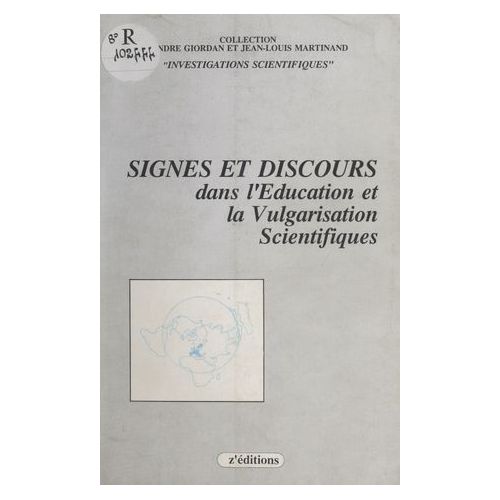 8° R
COLLECTION
NDRE GIORDAN ET JEAN-LOUIS MARTINAND
"INVESTIGATIONS SCIENTIFIQUES"
SIGNES ET DISCOURS
dans l'Education et
la Vulgarisation
Scientifiques
z'éditions